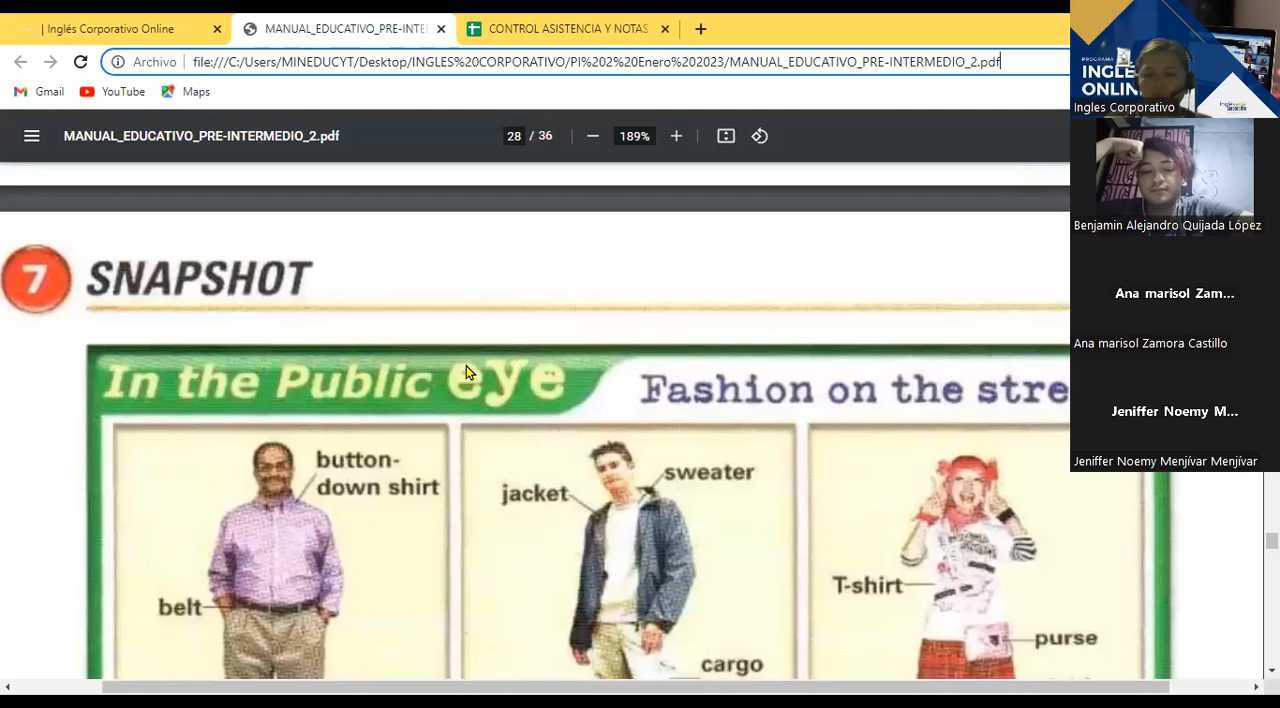 | Inglés Corporativo Online
MANUAL_EDUCATIVO_PRE-INTER
CONTROL ASISTENCIA Y NOTAS
Archivo
file:///C:/Users/MINEDUCYT/Desktop/INGLES%20CORPORATIVO/PI%202%20Enero%202023/MANUAL_EDUCATIVO_PRE-INTERMEDIO_2.pdf
Gmail
YouTube
Maps
MANUAL_EDUCATIVO_PRE-INTERMEDIO_2.pdf
28 / 36
189%
7 SNAPSHOT
In the Public eye
Fashion on the stre
button-
down shirt
belt
jacket
sweater
cargo
T-shirt
purse
INGLE
ONLIN
Ingles Corporativo
Benjamin Alejandro Quijada López
Ana marisol Zam...
Ana marisol Zamora Castillo
Jeniffer Noemy M...
Jeniffer Noemy Menjívar Menjívar